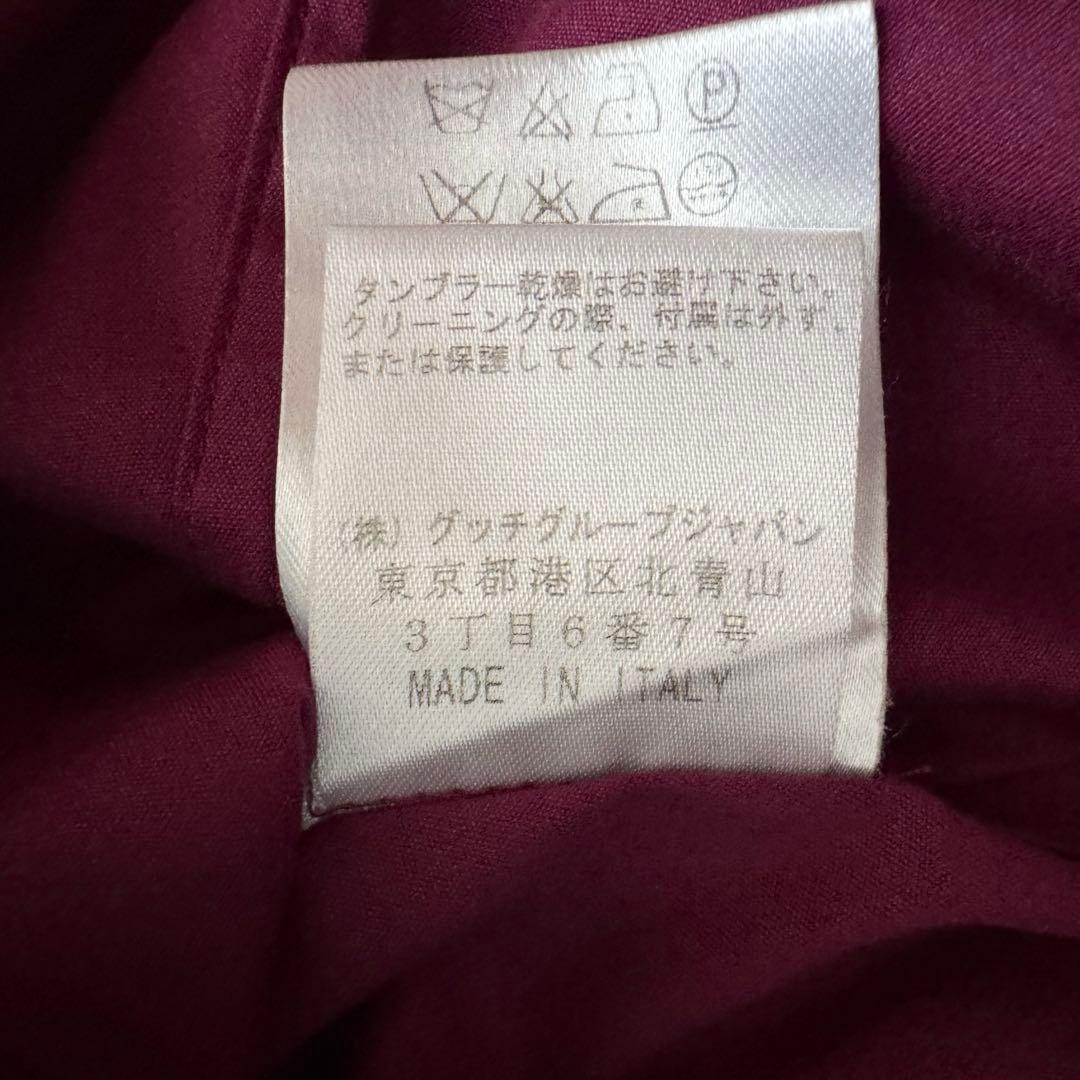 P
タンブラー乾燥はお避け下さい。
クリーニングの際、付属は外ず、
または保護してください。
(株) グッチグループジャパン
東京都港区北青山
3丁目6番7号
MADE IN ITALY